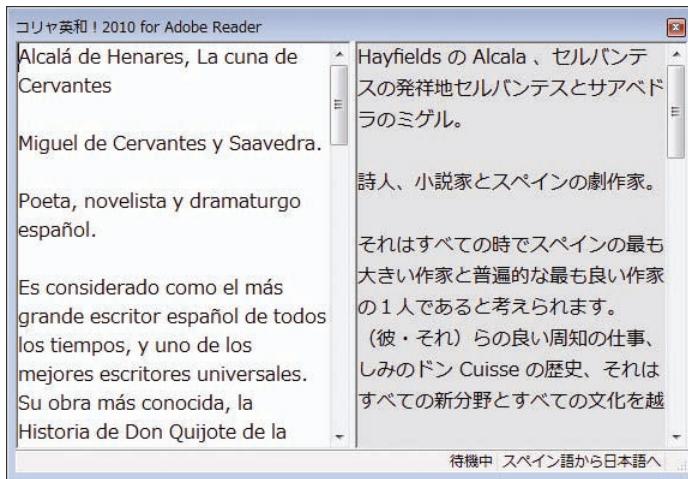 コリャ英和！2010 for Adobe Reader
Alcalá de Henares, La cuna de
Cervantes
Miguel de Cervantes y Saavedra.
Poeta, novelista y dramaturgo
español.
Es considerado como el más
grande escritor español de todos
los tiempos, y uno de los
mejores escritores universales.
Su obra más conocida, la
Historia de Don Quijote de la
Hayfields の Alcala 、セルバンテ
スの発祥地セルバンテスとサアベド
ラのミゲル。
詩人、小説家とスペインの劇作家。
それはすべての時でスペインの最も
大きい作家と普遍的な最も良い作家
の１人であると考えられます。
（彼・それ）らの良い周知の仕事、
しみのドン Cuisse の歴史、それは
すべての新分野とすべての文化を越
待機中 スペイン語から日本語へ